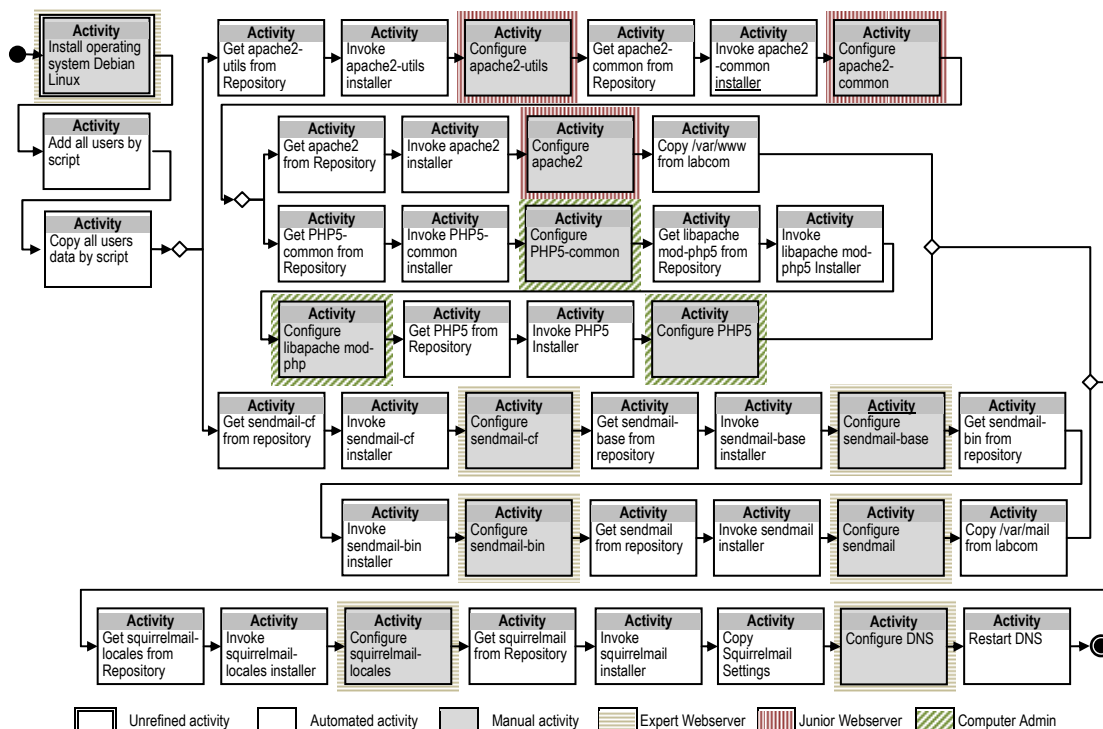 Activity
Install operating
system Debian
Linux
Activity
Get apache2-
utils from
Repository
Activity
Invoke
apache2-utils
installer
Activity
Configure
apache2-utils
Activity
Get apache2-
common from
Repository
Activity
Invoke apache2
-common
installer
Activity
Configure
apache2-
common
Activity
Add all users by
script
Activity
Copy all users
data by script
Activity
Get apache2
from Repository
Activity
Invoke apache2
installer
Activity
Configure
apache2
Activity
Copy /var/www
from labcom
Activity
Get PHP5-
common from
Repository
Activity
Invoke PHP5-
common
installer
Activity
Configure
PHP5-common
Activity
Get libapache
mod-php5 from
Repository
Activity
Invoke
libapache mod-
php5 Installer
Activity
Configure
libapache mod-
php
Activity
Get PHP5 from
Repository
Activity
Invoke PHP5
Installer
Activity
Configure PHP5
Activity
Get sendmail-cf
from repository
Activity
Invoke
sendmail-cf
installer
Activity
Configure
sendmail-cf
Activity
Get sendmail-
base from
repository
Activity
Invoke
sendmail-base
installer
Activity
Configure
sendmail-base
Activity
Get sendmail-
bin from
repository
Activity
Invoke
sendmail-bin
installer
Activity
Configure
sendmail-bin
Activity
Get sendmail
from repository
Activity
Invoke sendmail
installer
Activity
Configure
sendmail
Activity
Copy /var/mail
from labcom
Activity
Get squirrelmail-
locales from
Repository
Activity
Invoke
squirrelmail-
locales installer
Activity
Configure
squirrelmail-
locales
Activity
Get squirrelmail
from Repository
Activity
Invoke
squirrelmail
installer
Activity
Copy
Squirrelmail
Settings
Activity
Configure DNS
Activity
Restart DNS
Unrefined activity
Automated activity
Manual activity
Expert Webserver
Junior Webserver
Computer Admin